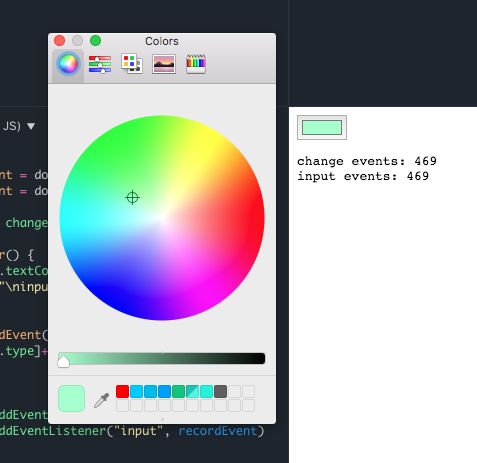 Colors
JS) ▼
change events: 469
input events: 469
nt = do
nt = do
change
r() {
.textCo
"\ninpu
dEvent(
.type]+
ddEvent
ddEventListener("input", recordEvent)